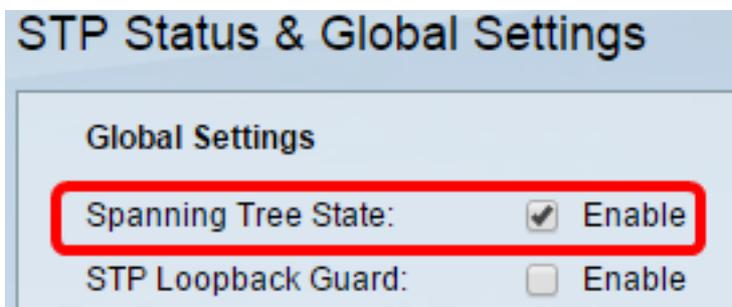 STP Status & Global Settings
Global Settings
Spanning Tree State: Enable
STP Loopback Guard: Enable